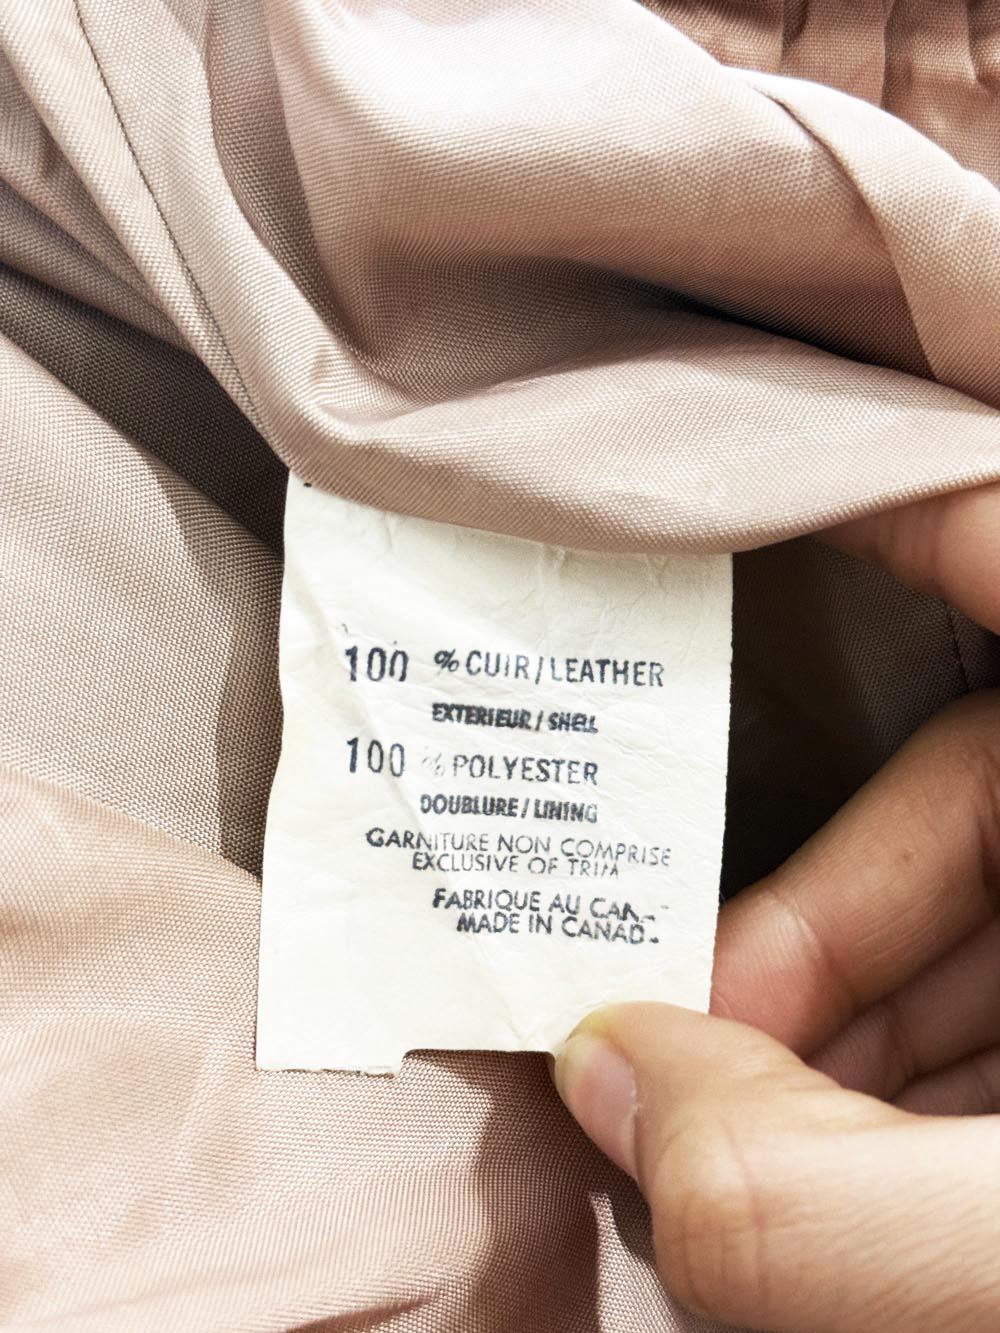 100 % CUIR/LEATHER
EXTERIEUR/SHELL
100 % POLYESTER
DOUBLURE/LINING
GARNITURE NON COMPRISE
EXCLUSIVE OF TRIM
FABRIQUE AU
MADE IN CANAD